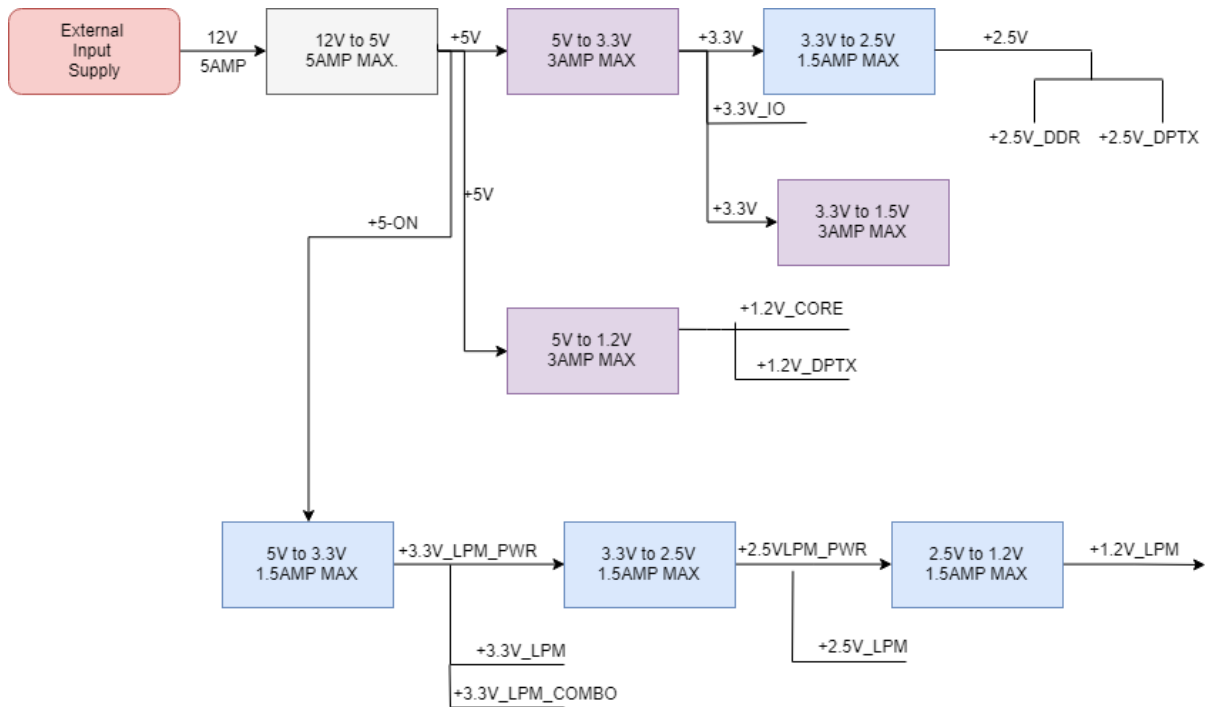 External
Input
Supply
12V
5AMP
12V to 5V
5AMP MAX.
+5V
5V to 3.3V
3AMP MAX
+3.3V
3.3V to 2.5V
1.5AMP MAX
+2.5V
+3.3V_IO
+2.5V_DDR
+2.5V_DPTX
+5V
+5-ON
+3.3V
3.3V to 1.5V
3AMP MAX
5V to 1.2V
3AMP MAX
+1.2V_CORE
+1.2V_DPTX
5V to 3.3V
1.5AMP MAX
+3.3V_LPM_PWR
3.3V to 2.5V
1.5AMP MAX
+2.5VLPM_PWR
2.5V to 1.2V
1.5AMP MAX
+1.2V_LPM
+3.3V_LPM
+2.5V_LPM
+3.3V_LPM_COMBO